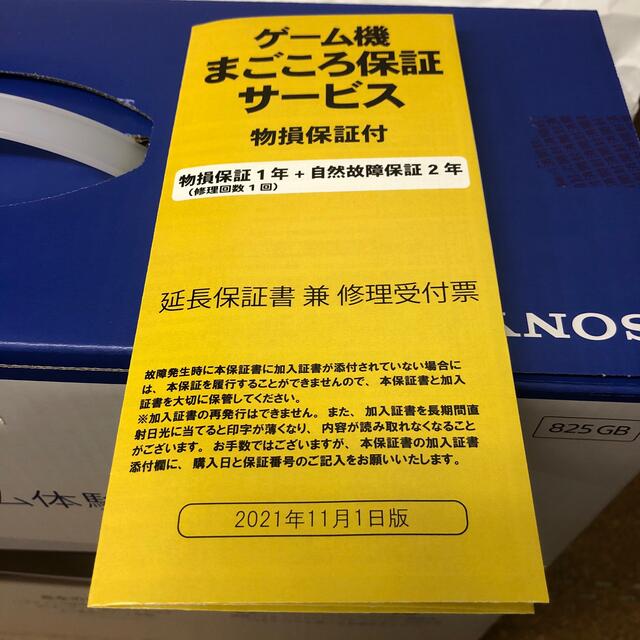 ゲーム機
まごころ保証
サービス
物損保証付
物損保証1年 + 自然故障保証2年
(修理回数1回)
延長保証書 兼 修理受付票
故障発生時に本保証書に加入証書が添付されていない場合に
は、本保証を履行することができませんので、本保証書と加入
証書を大切に保管してください。
※加入証書の再発行はできません。また、加入証書を長期間直
射日光に当てると印字が薄くなり、内容が読み取れなくなること
がございます。お手数ではございますが、本保証書の加入証書
添付欄に、購入日と保証番号のご記入をお願いいたします。
2021年11月1日版
SONY
825GB
ム体験